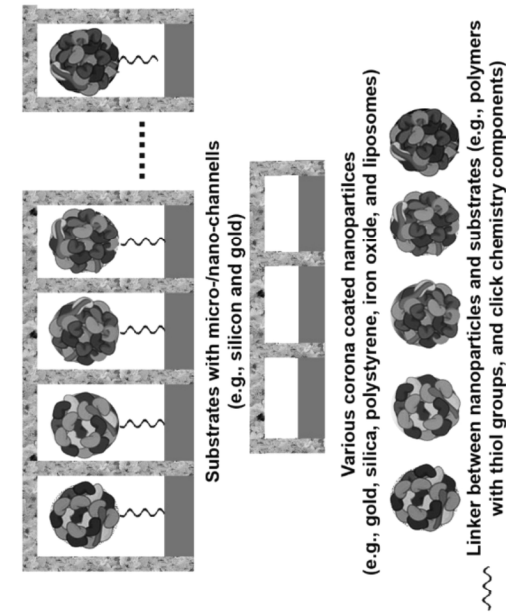 Substrates with micro-/nano-channells
(e.g., silicon and gold)
Various corona coated nanopartilces
(e.g., gold, silica, polystyrene, iron oxide, and liposomes)
Linker between nanoparticles and substrates (e.g., polymers
with thiol groups, and click chemistry components)